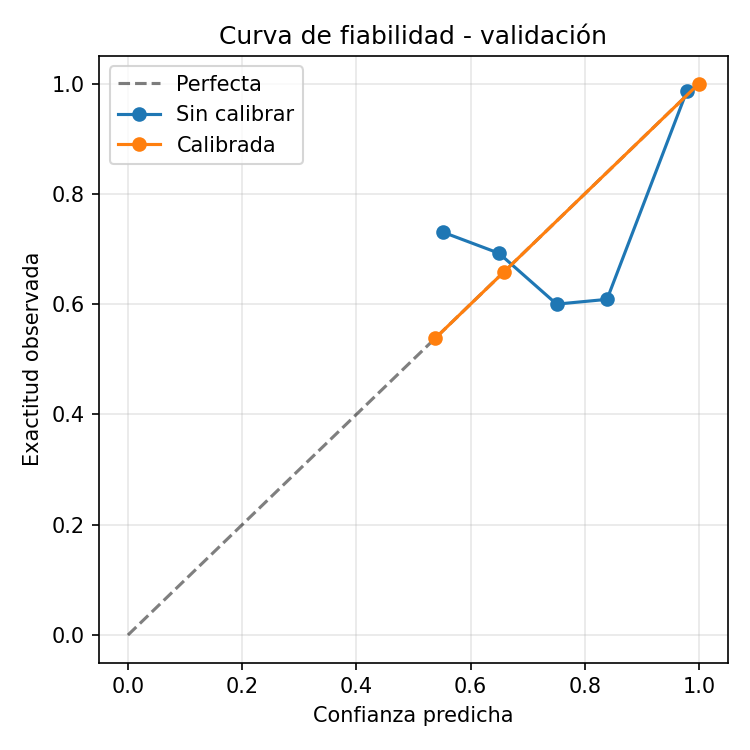 Curva de fiabilidad - validación
Perfecta
Sin calibrar
Calibrada
Exactitud observada
1.0
0.8
0.6
0.4
0.2
0.0
0.0 0.2 0.4 0.6 0.8 1.0
Confianza predicha